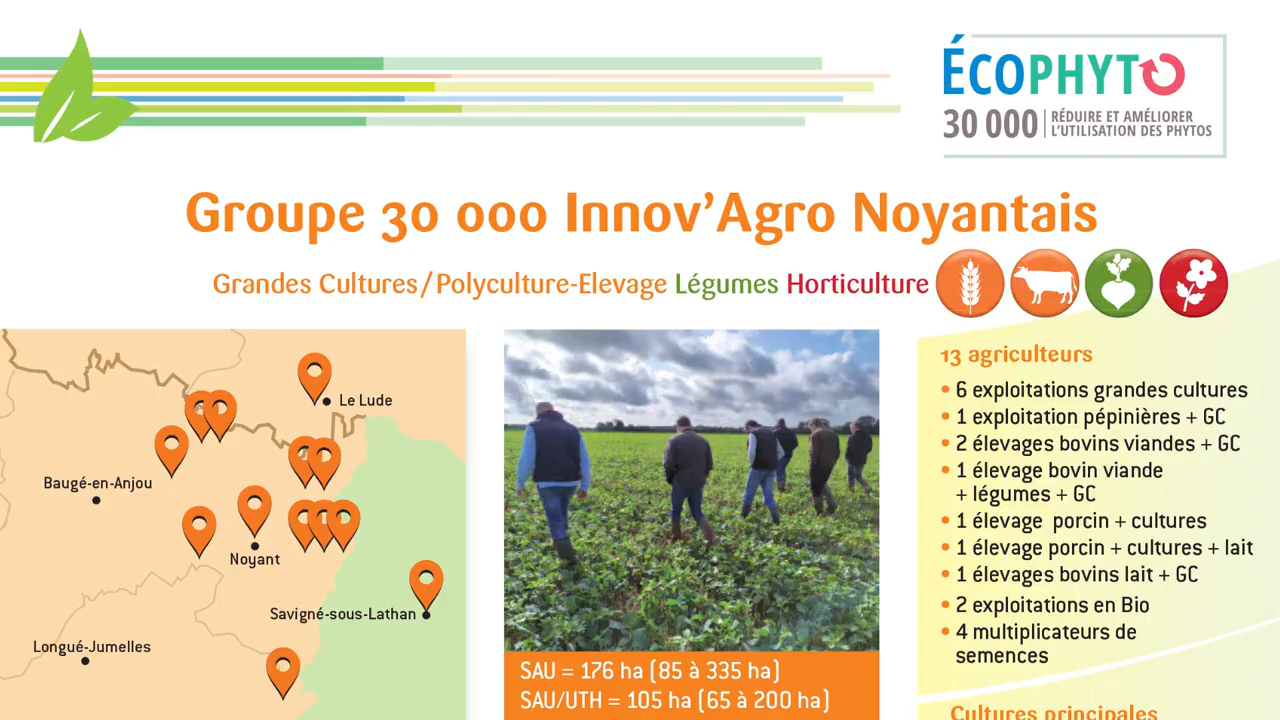 ÉCOPHYTO
30 000 RÉDUIRE ET AMÉLIORER
L'UTILISATION DES PHYTOS
Groupe 30 000 Innov'Agro Noyantais
Grandes Cultures/Polyculture-Elevage Légumes Horticulture
Le Lude
Baugé-en-Anjou
Noyant
Savigné-sous-Lathan
Longué-Jumelles
SAU = 176 ha (85 à 335 ha)
SAU/UTH = 105 ha (65 à 200 ha)
13 agriculteurs
• 6 exploitations grandes cultures
• 1 exploitation pépinières + GC
• 2 élevages bovins viandes + GC
• 1 élevage bovin viande
+ légumes + GC
• 1 élevage porcin + cultures
• 1 élevage porcin + cultures + lait
• 1 élevages bovins lait + GC
• 2 exploitations en Bio
• 4 multiplicateurs de
semences
Cultures principales